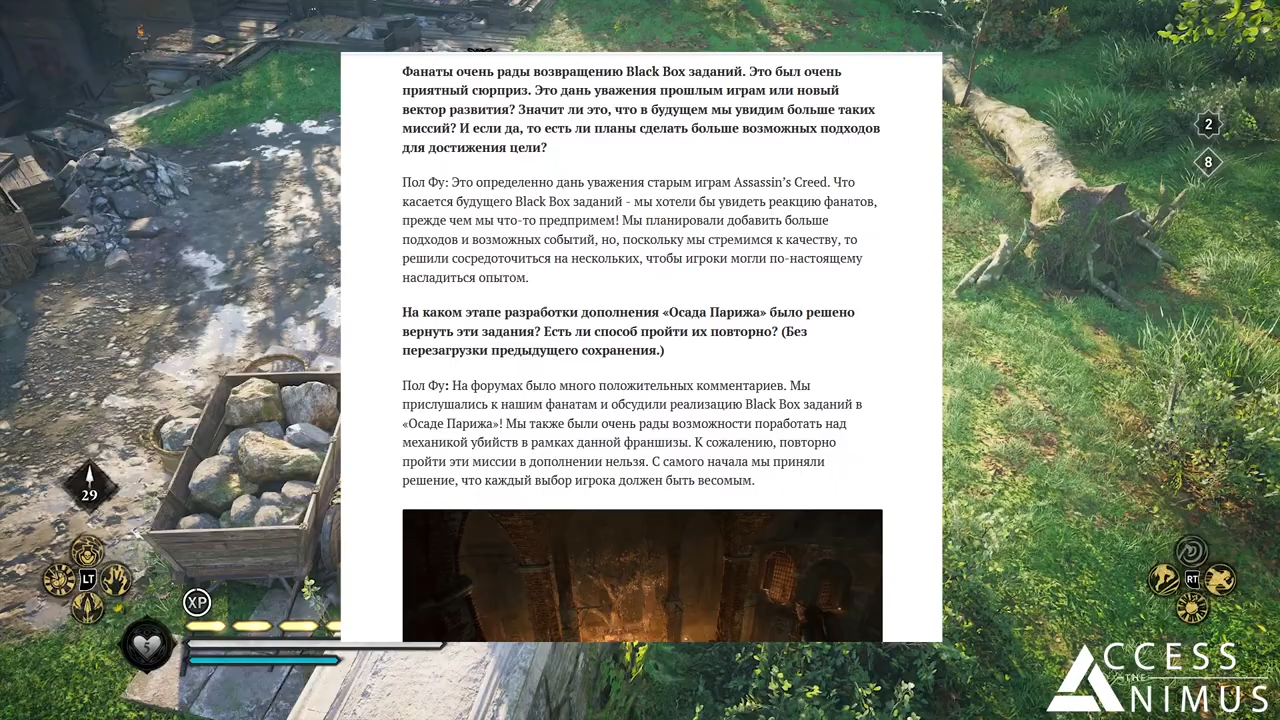 Фанаты очень рады возвращению Black Box заданий. Это был очень
приятный сюрприз. Это дань уважения прошлым играм или новый
вектор развития? Значит ли это, что в будущем мы увидим больше таких
миссий? И если да, то есть ли планы сделать больше возможных подходов
для достижения цели?
Пол Фу: Это определенно дань уважения старым играм Assassin’s Creed. Что
касается будущего Black Box заданий - мы хотели бы увидеть реакцию фанатов,
прежде чем мы что-то предпримем! Мы планировали добавить больше
подходов и возможных событий, но, поскольку мы стремимся к качеству, то
решили сосредоточиться на нескольких, чтобы игроки могли по-настоящему
насладиться опытом.
На каком этапе разработки дополнения «Осада Парижа» было решено
вернуть эти задания? Есть ли способ пройти их повторно? (Без
перезагрузки предыдущего сохранения.)
Пол Фу: На форумах было много положительных комментариев. Мы
прислушались к нашим фанатам и обсудили реализацию Black Box заданий в
«Осаде Парижа»! Мы также были очень рады возможности поработать над
механикой убийств в рамках данной франшизы. К сожалению, повторно
пройти эти миссии в дополнении нельзя. С самого начала мы приняли
решение, что каждый выбор игрока должен быть весомым.
2
8
29
LT
XP
5
RT
ACCESS
THE
ANIMUS